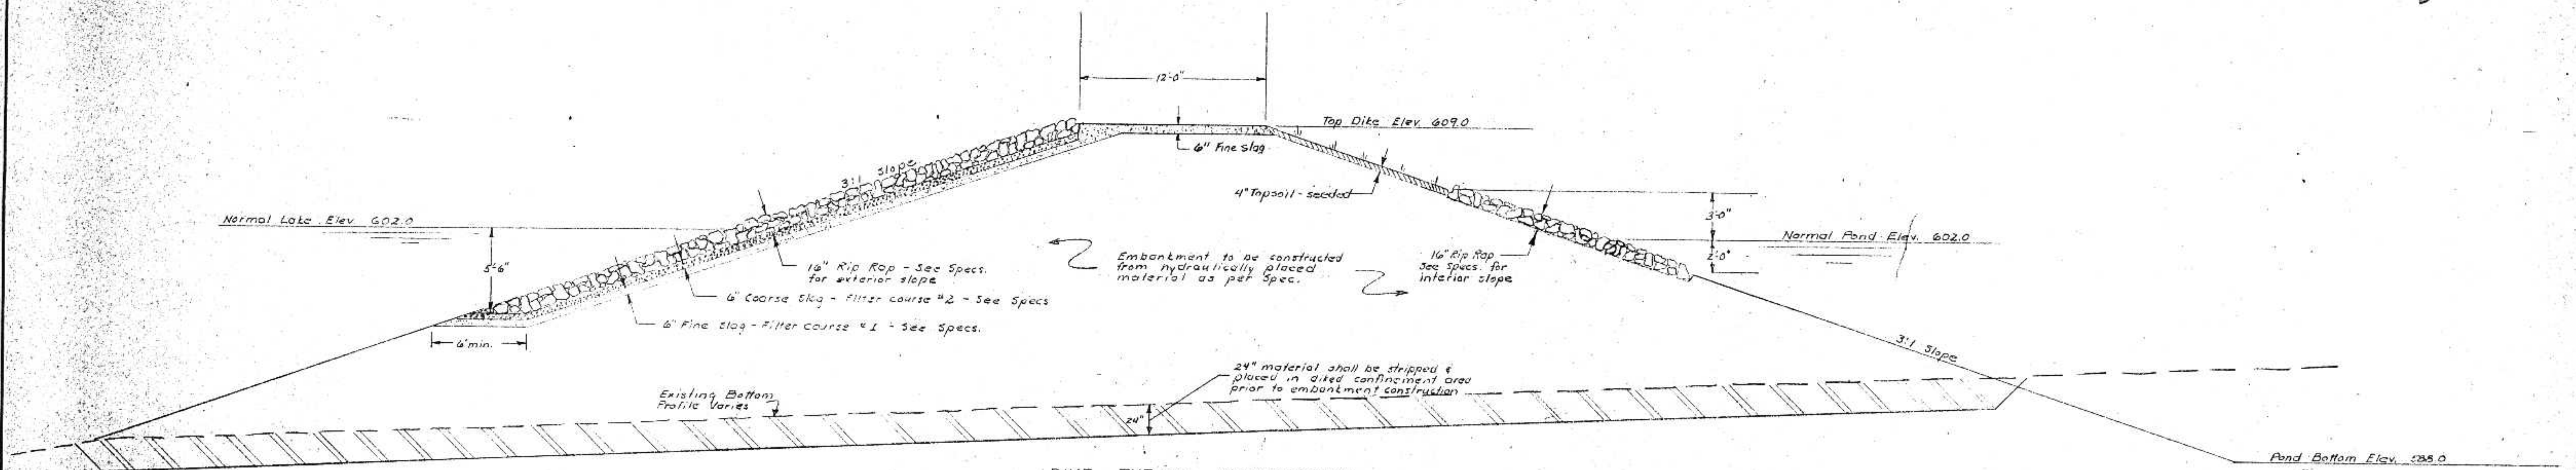 12'-0"
Top Dike Elev. 609.0
6" Fine slag
3:1 slope
4" Topsoil - seeded
Normal Lake Elev. 602.0
3'-0"
Normal Pond Elev. 602.0
2'-0"
5'-6"
16" Rip Rap - See Specs.
for exterior slope
Embankment to be constructed
from hydraulically placed
material as per Spec.
16" Rip Rap
See specs. for
interior slope
6" Coarse Slag - Filter course #2 - See Specs
6" Fine Slag - Filter course #1 - See Specs.
6' min.
3:1 Slope
24" material shall be stripped &
placed in diked confinement area
prior to embankment construction
Existing Bottom
Profile Varies
24"
Pond Bottom Elev. 588.0